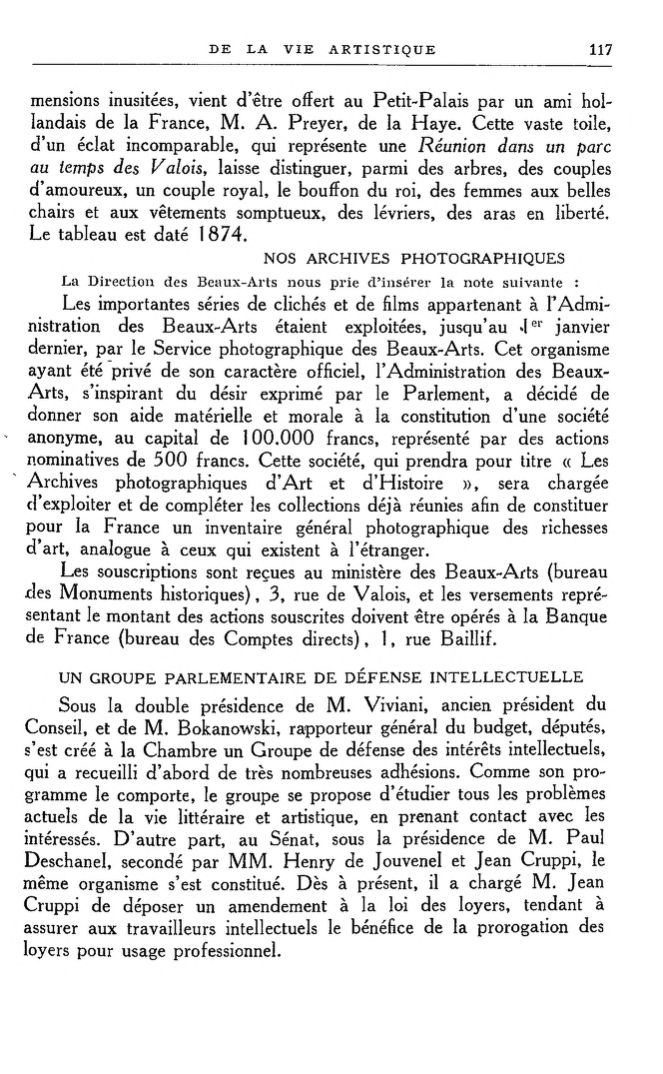 DE LA VIE ARTISTIQUE 117
mensions inusitées, vient d'être offert au Petit-Palais par un ami hol-
landais de la France, M. A. Preyer, de la Haye. Cette vaste toile,
d'un éclat incomparable, qui représente une Réunion dans un parc
au temps des Valois, laisse distinguer, parmi des arbres, des couples
d'amoureux, un couple royal, le bouffon du roi, des femmes aux belles
chairs et aux vêtements somptueux, des lévriers, des aras en liberté.
Le tableau est daté 1874.
NOS ARCHIVES PHOTOGRAPHIQUES
La Direction des Beaux-Arts nous prie d'insérer la note suivante :
Les importantes séries de clichés et de films appartenant à l'Admi-
nistration des Beaux-Arts étaient exploitées, jusqu'au 1er janvier
dernier, par le Service photographique des Beaux-Arts. Cet organisme
ayant été privé de son caractère officiel, l'Administration des Beaux-
Arts, s'inspirant du désir exprimé par le Parlement, a décidé de
donner son aide matérielle et morale à la constitution d'une société
anonyme, au capital de 100.000 francs, représenté par des actions
nominatives de 500 francs. Cette société, qui prendra pour titre « Les
Archives photographiques d'Art et d'Histoire », sera chargée
d'exploiter et de compléter les collections déjà réunies afin de constituer
pour la France un inventaire général photographique des richesses
d'art, analogue à ceux qui existent à l'étranger.
Les souscriptions sont reçues au ministère des Beaux-Arts (bureau
des Monuments historiques), 3, rue de Valois, et les versements repré-
sentant le montant des actions souscrites doivent être opérés à la Banque
de France (bureau des Comptes directs), 1, rue Baillif.
UN GROUPE PARLEMENTAIRE DE DÉFENSE INTELLECTUELLE
Sous la double présidence de M. Viviani, ancien président du
Conseil, et de M. Bokanowski, rapporteur général du budget, députés,
s'est créé à la Chambre un Groupe de défense des intérêts intellectuels,
qui a recueilli d'abord de très nombreuses adhésions. Comme son pro-
gramme le comporte, le groupe se propose d'étudier tous les problèmes
actuels de la vie littéraire et artistique, en prenant contact avec les
intéressés. D'autre part, au Sénat, sous la présidence de M. Paul
Deschanel, secondé par MM. Henry de Jouvenel et Jean Cruppi, le
même organisme s'est constitué. Dès à présent, il a chargé M. Jean
Cruppi de déposer un amendement à la loi des loyers, tendant à
assurer aux travailleurs intellectuels le bénéfice de la prorogation des
loyers pour usage professionnel.